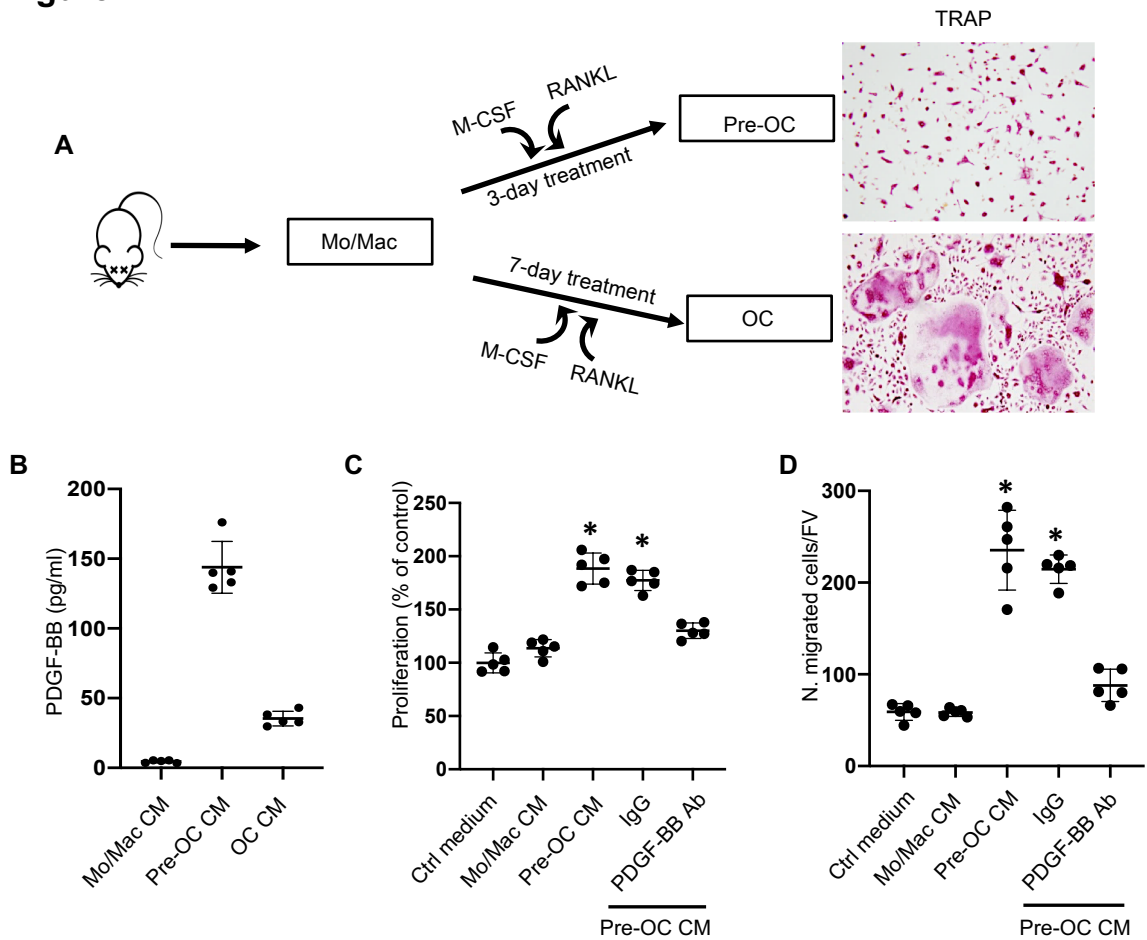 TRAP
A
M-CSF
RANKL
3-day treatment
Pre-OC
Mo/Mac
7-day treatment
M-CSF
RANKL
OC
B
PDGF-BB (pg/ml)
200
150
100
50
0
Mo/Mac CM
Pre-OC CM
OC CM
C
Proliferation (% of control)
250
200
150
100
50
0
*
*
Ctrl medium
Mo/Mac CM
Pre-OC CM
IgG
PDGF-BB Ab
Pre-OC CM
D
N. migrated cells/FV
300
200
100
0
*
*
Ctrl medium
Mo/Mac CM
Pre-OC CM
IgG
PDGF-BB Ab
Pre-OC CM